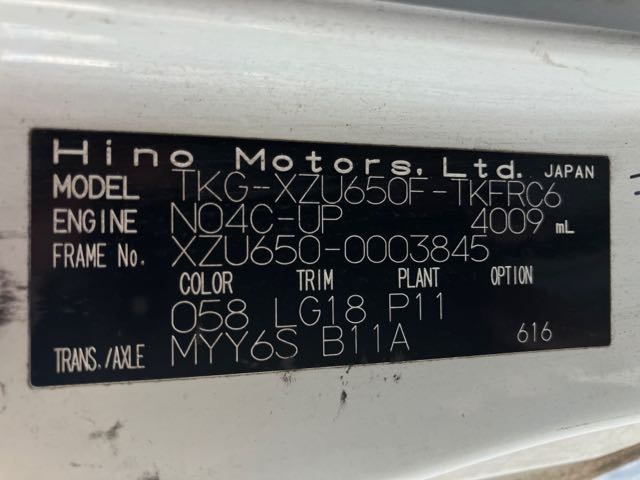 Hino Motors, Ltd. JAPAN
MODEL TKG-XZU650F-TKFRC6
ENGINE N04C-UP 4009 mL
FRAME No. XZU650-0003845
COLOR TRIM PLANT OPTION
058 LG18 P11
TRANS./AXLE MYY6S B11A 616